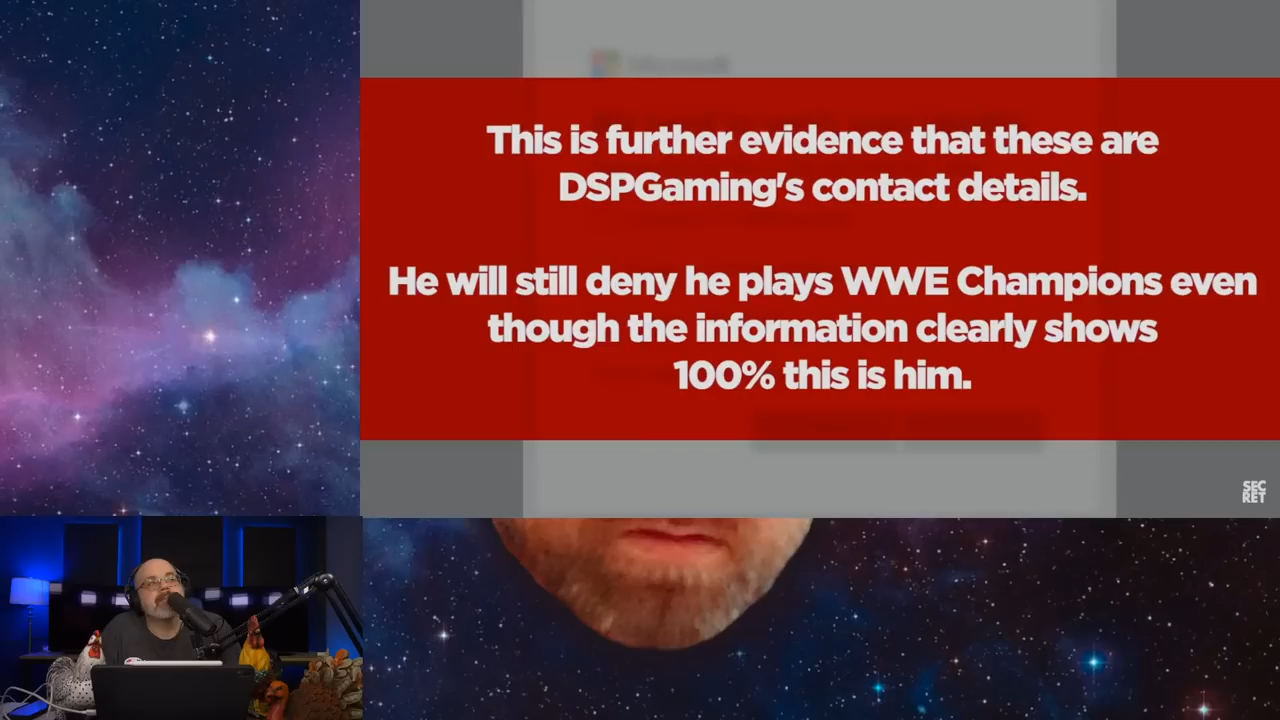 This is further evidence that these are
DSPGaming's contact details.
He will still deny he plays WWE Champions even
though the information clearly shows
100% this is him.
SEC
RET